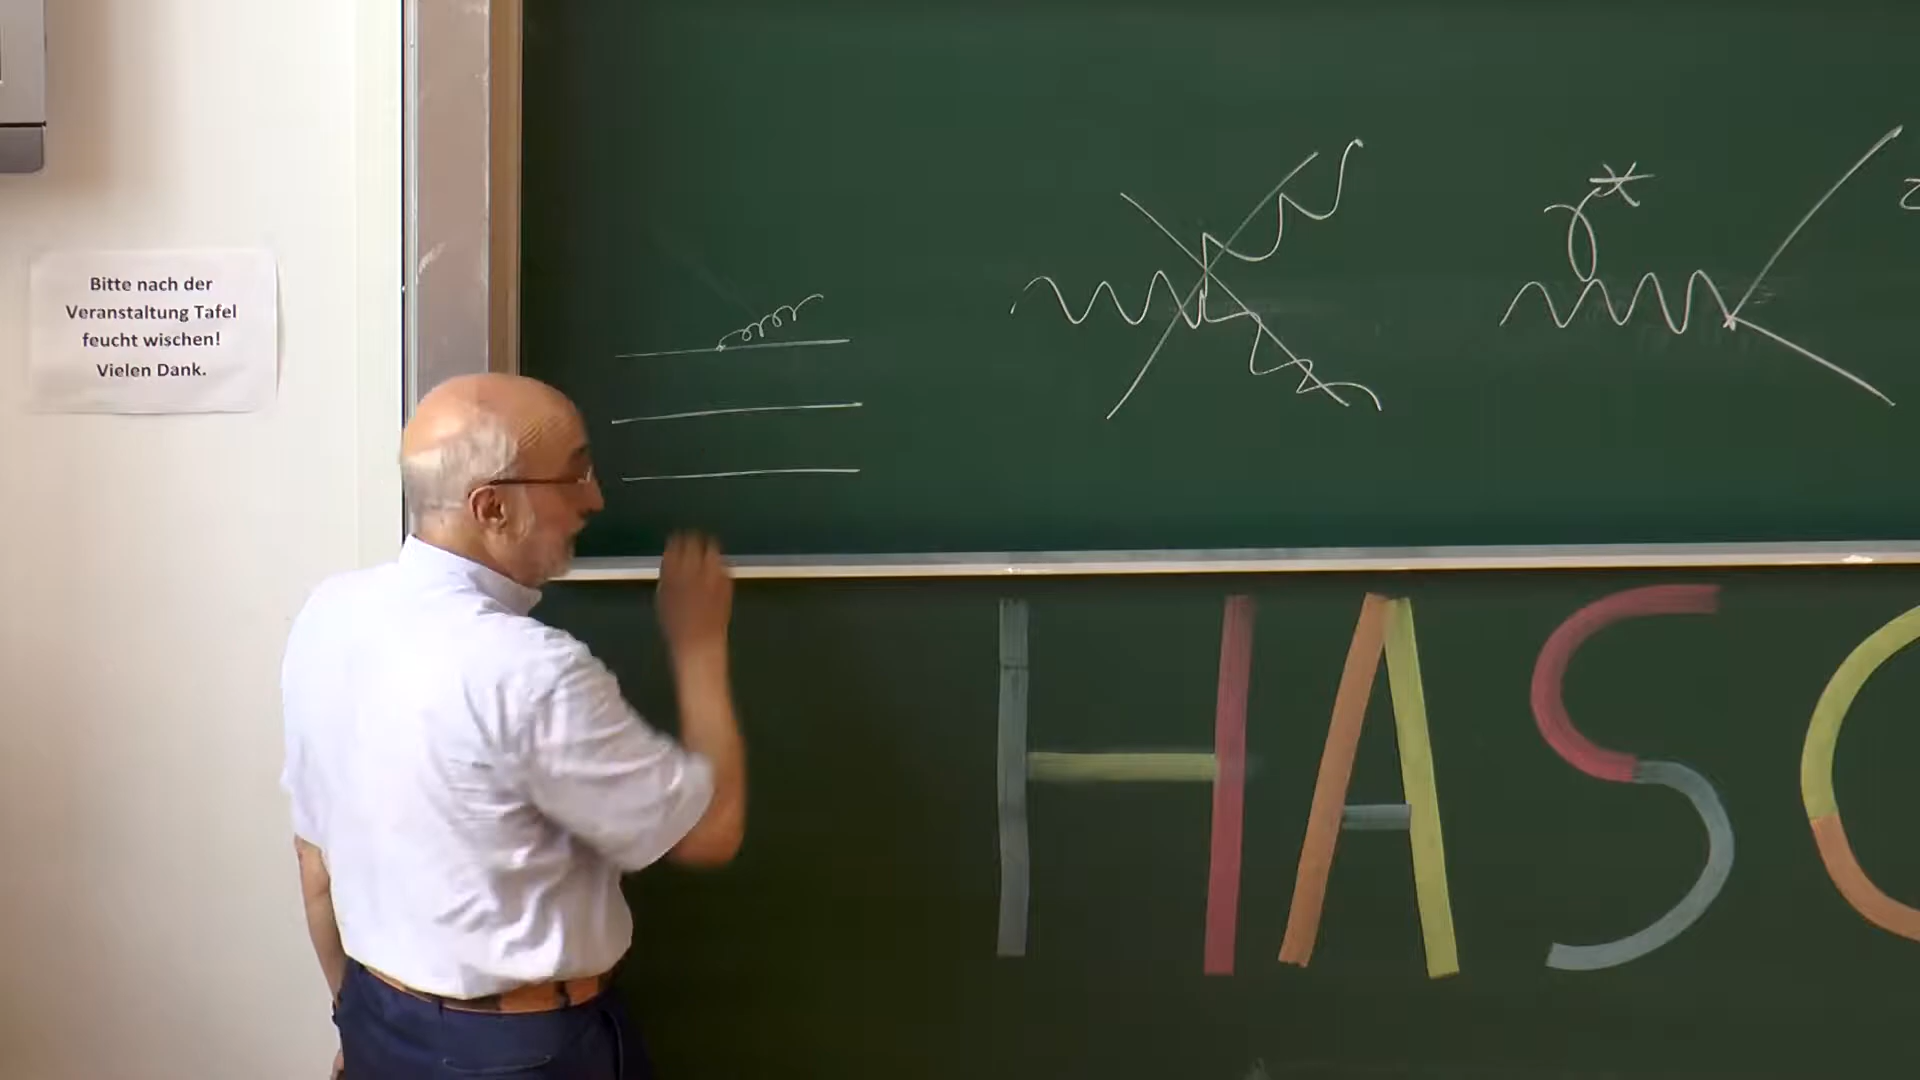 Bitte nach der
Veranstaltung Tafel
feucht wischen!
Vielen Dank.
γ*
HAS